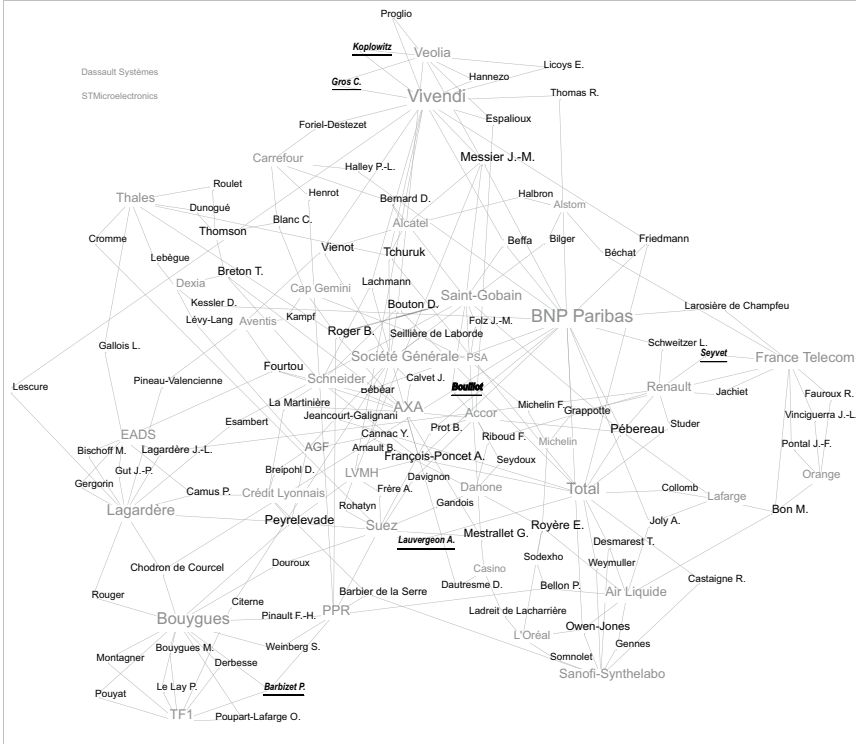 Proglio
Koplowitz
Veolia
Licoys E.
Dassault Systèmes
Hannezo
Gros C.
STMicroelectronics
Vivendi
Thomas R.
Espalioux
Foriel-Destezet
Carrefour
Messier J.-M.
Halley P.-L.
Roulet
Henrot
Thales
Bernard D.
Halbron
Dunogué
Alstom
Blanc C.
Alcatel
Thomson
Cromme
Vienot
Beffa
Bilger
Friedmann
Tchuruk
Béchat
Lebègue
Breton T.
Lachmann
Dexia
Cap Gemini
Saint-Gobain
Kessler D.
Bouton D.
Larosière de Champfeu
Lévy-Lang
Aventis
Kampf
BNP Paribas
Folz J.-M.
Roger B.
Seillière de Laborde
Gallois L.
Schweitzer L.
Société Générale
PSA
Seyvet
France Telecom
Fourtou
Pineau-Valencienne
Schneider
Calvet J.
Lescure
Bébéar
Renault
Jachiet
Fauroux R.
La Martinière
AXA
Michelin F.
Grappotte
Jeancourt-Galignani
Accor
Vinciguerra J.-L.
Esambert
Prot B.
Studer
Pébereau
EADS
Cannac Y.
Riboud F.
Michelin
Pontal J.-F.
Bischoff M.
Lagardère J.-L.
AGF
Arnault B.
François-Poncet A.
Seydoux
Gut J.-P.
Breipohl D.
LVMH
Davignon
Orange
Gergorin
Camus P.
Crédit Lyonnais
Frère A.
Danone
Total
Collomb
Lafarge
Rohatyn
Gandois
Lagardère
Bon M.
Peyrelevade
Suez
Royère E.
Joly A.
Mestrallet G.
Lauvergeon A.
Desmarest T.
Sodexho
Weymuller
Chodron de Courcel
Douroux
Casino
Castaigne R.
Dautresme D.
Bellon P.
Rouger
Barbier de la Serre
Air Liquide
Citerne
Ladreit de Lacharrière
Bouygues
Pinault F.-H.
PPR
Owen-Jones
L'Oréal
Gennes
Bouygues M.
Weinberg S.
Montagner
Derbesse
Somnolet
Sanofi-Synthelabo
Pouyat
Le Lay P.
Barbizet P.
TF1
Poupart-Lafarge O.